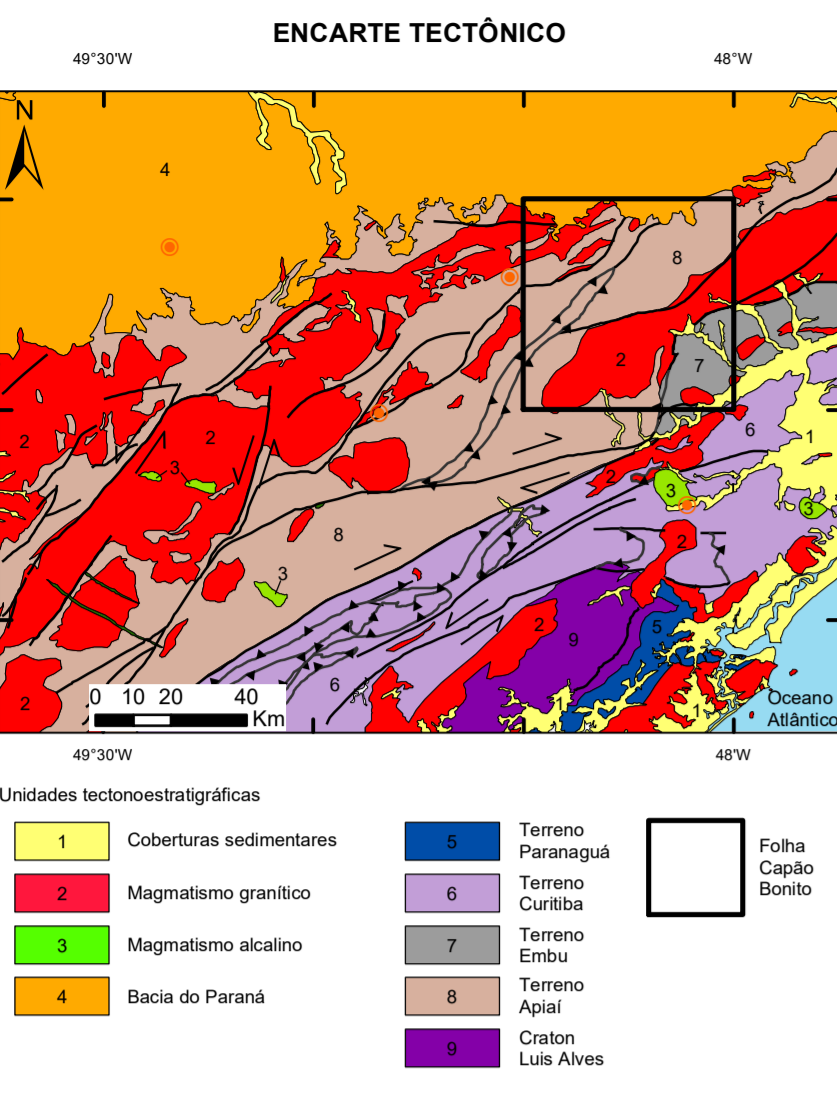 ENCARTE TECTÔNICO
49°30'W
48°W
N
4
8
2
7
2
2
6
1
3
2
3
3
8
2
3
2
5
9
6
2
1
1
0 10 20 40
Km
Oceano
Atlântico
49°30'W
48'W
Unidades tectonoestratigráficas
1 Coberturas sedimentares
2 Magmatismo granítico
3 Magmatismo alcalino
4 Bacia do Paraná
5 Terreno
Paranaguá
6 Terreno
Curitiba
7 Terreno
Embu
8 Terreno
Apiaí
9 Craton
Luis Alves
Folha
Capão
Bonito